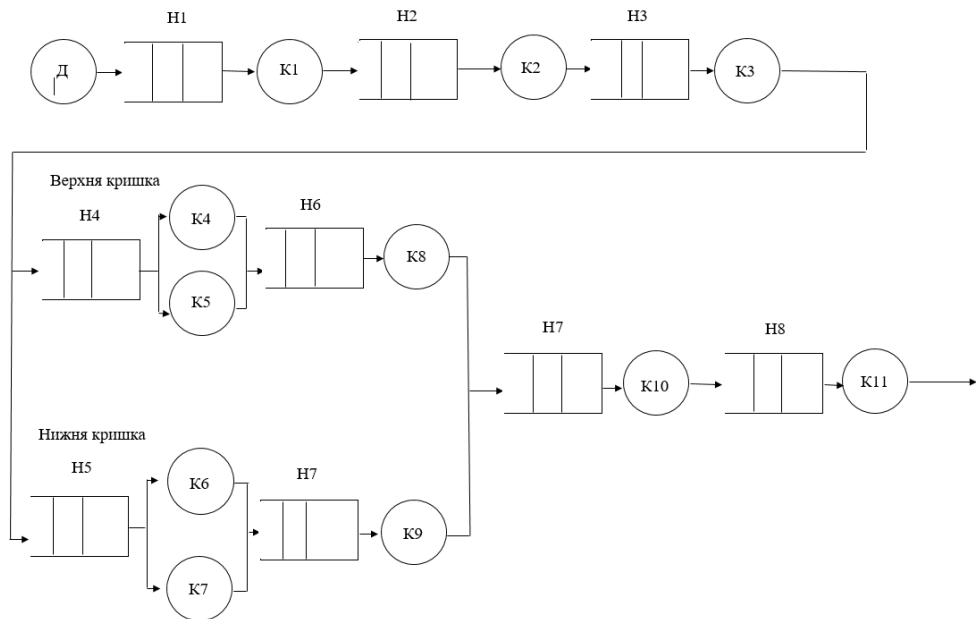 Н1
Н2
Н3
Д
К1
К2
К3
Верхня кришка
Н4
К4
К5
Н6
К8
Н7
Н8
К10
К11
Нижня кришка
Н5
К6
К7
Н7
К9